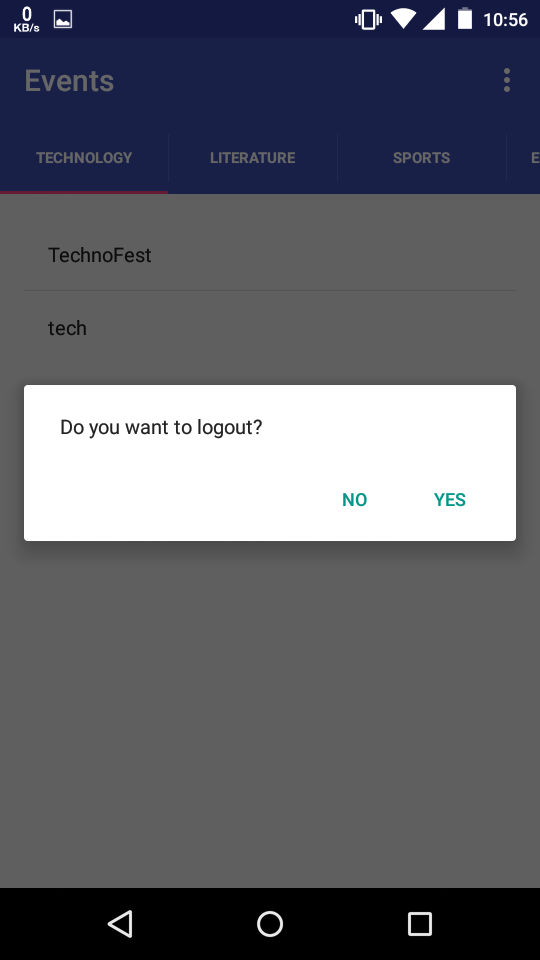 0
KB/s
10:56
Events
TECHNOLOGY LITERATURE SPORTS E
TechnoFest
tech
Do you want to logout?
NO YES